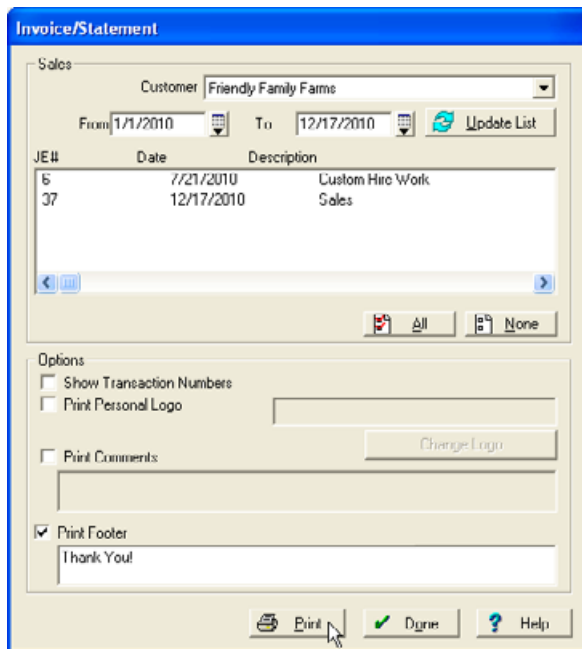 Invoice/Statement
Sales
Customer Friendly Family Farms
From 1/1/2010 To 12/17/2010 Update List
JE# Date Description
6 7/21/2010 Custom Hire Work
37 12/17/2010 Sales
All None
Options
Show Transaction Numbers
Print Personal Logo
Change Logo
Print Comments
Print Footer
Thank You!
Print Done Help